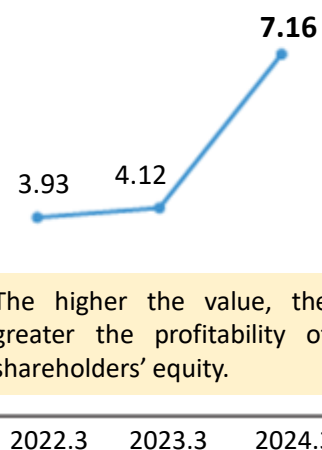 7.16
3.93 4.12
The higher the value, the
greater the profitability of
shareholders’ equity.
2022.3 2023.3 2024.3